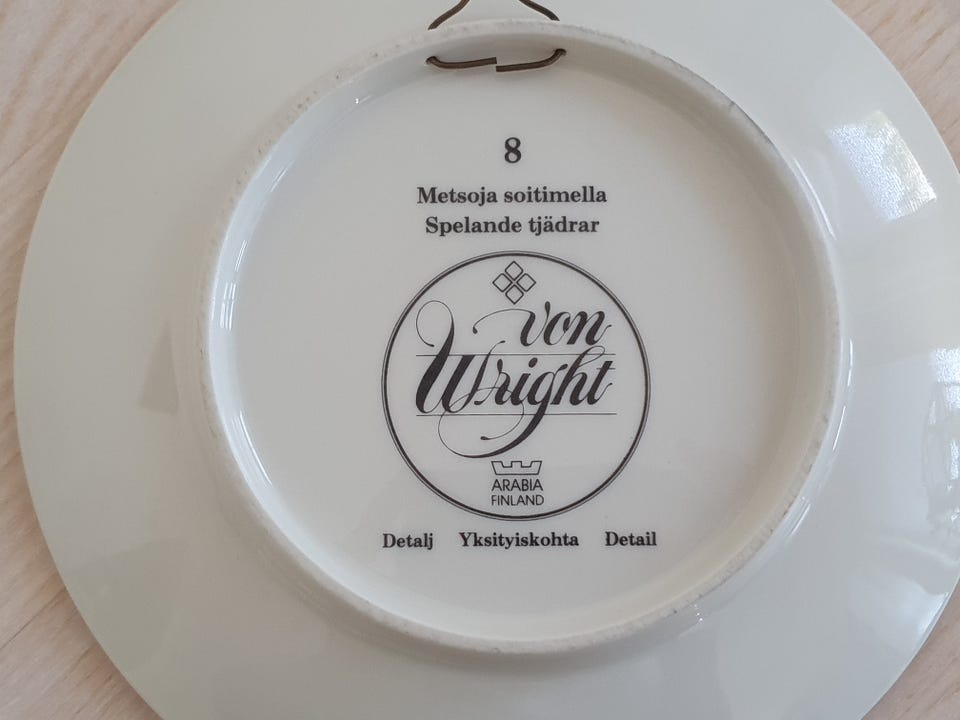 8
Metsoja soitimella
Spelande tjädrar
von
Wright
ARABIA
FINLAND
Detalj Yksityiskohta Detail